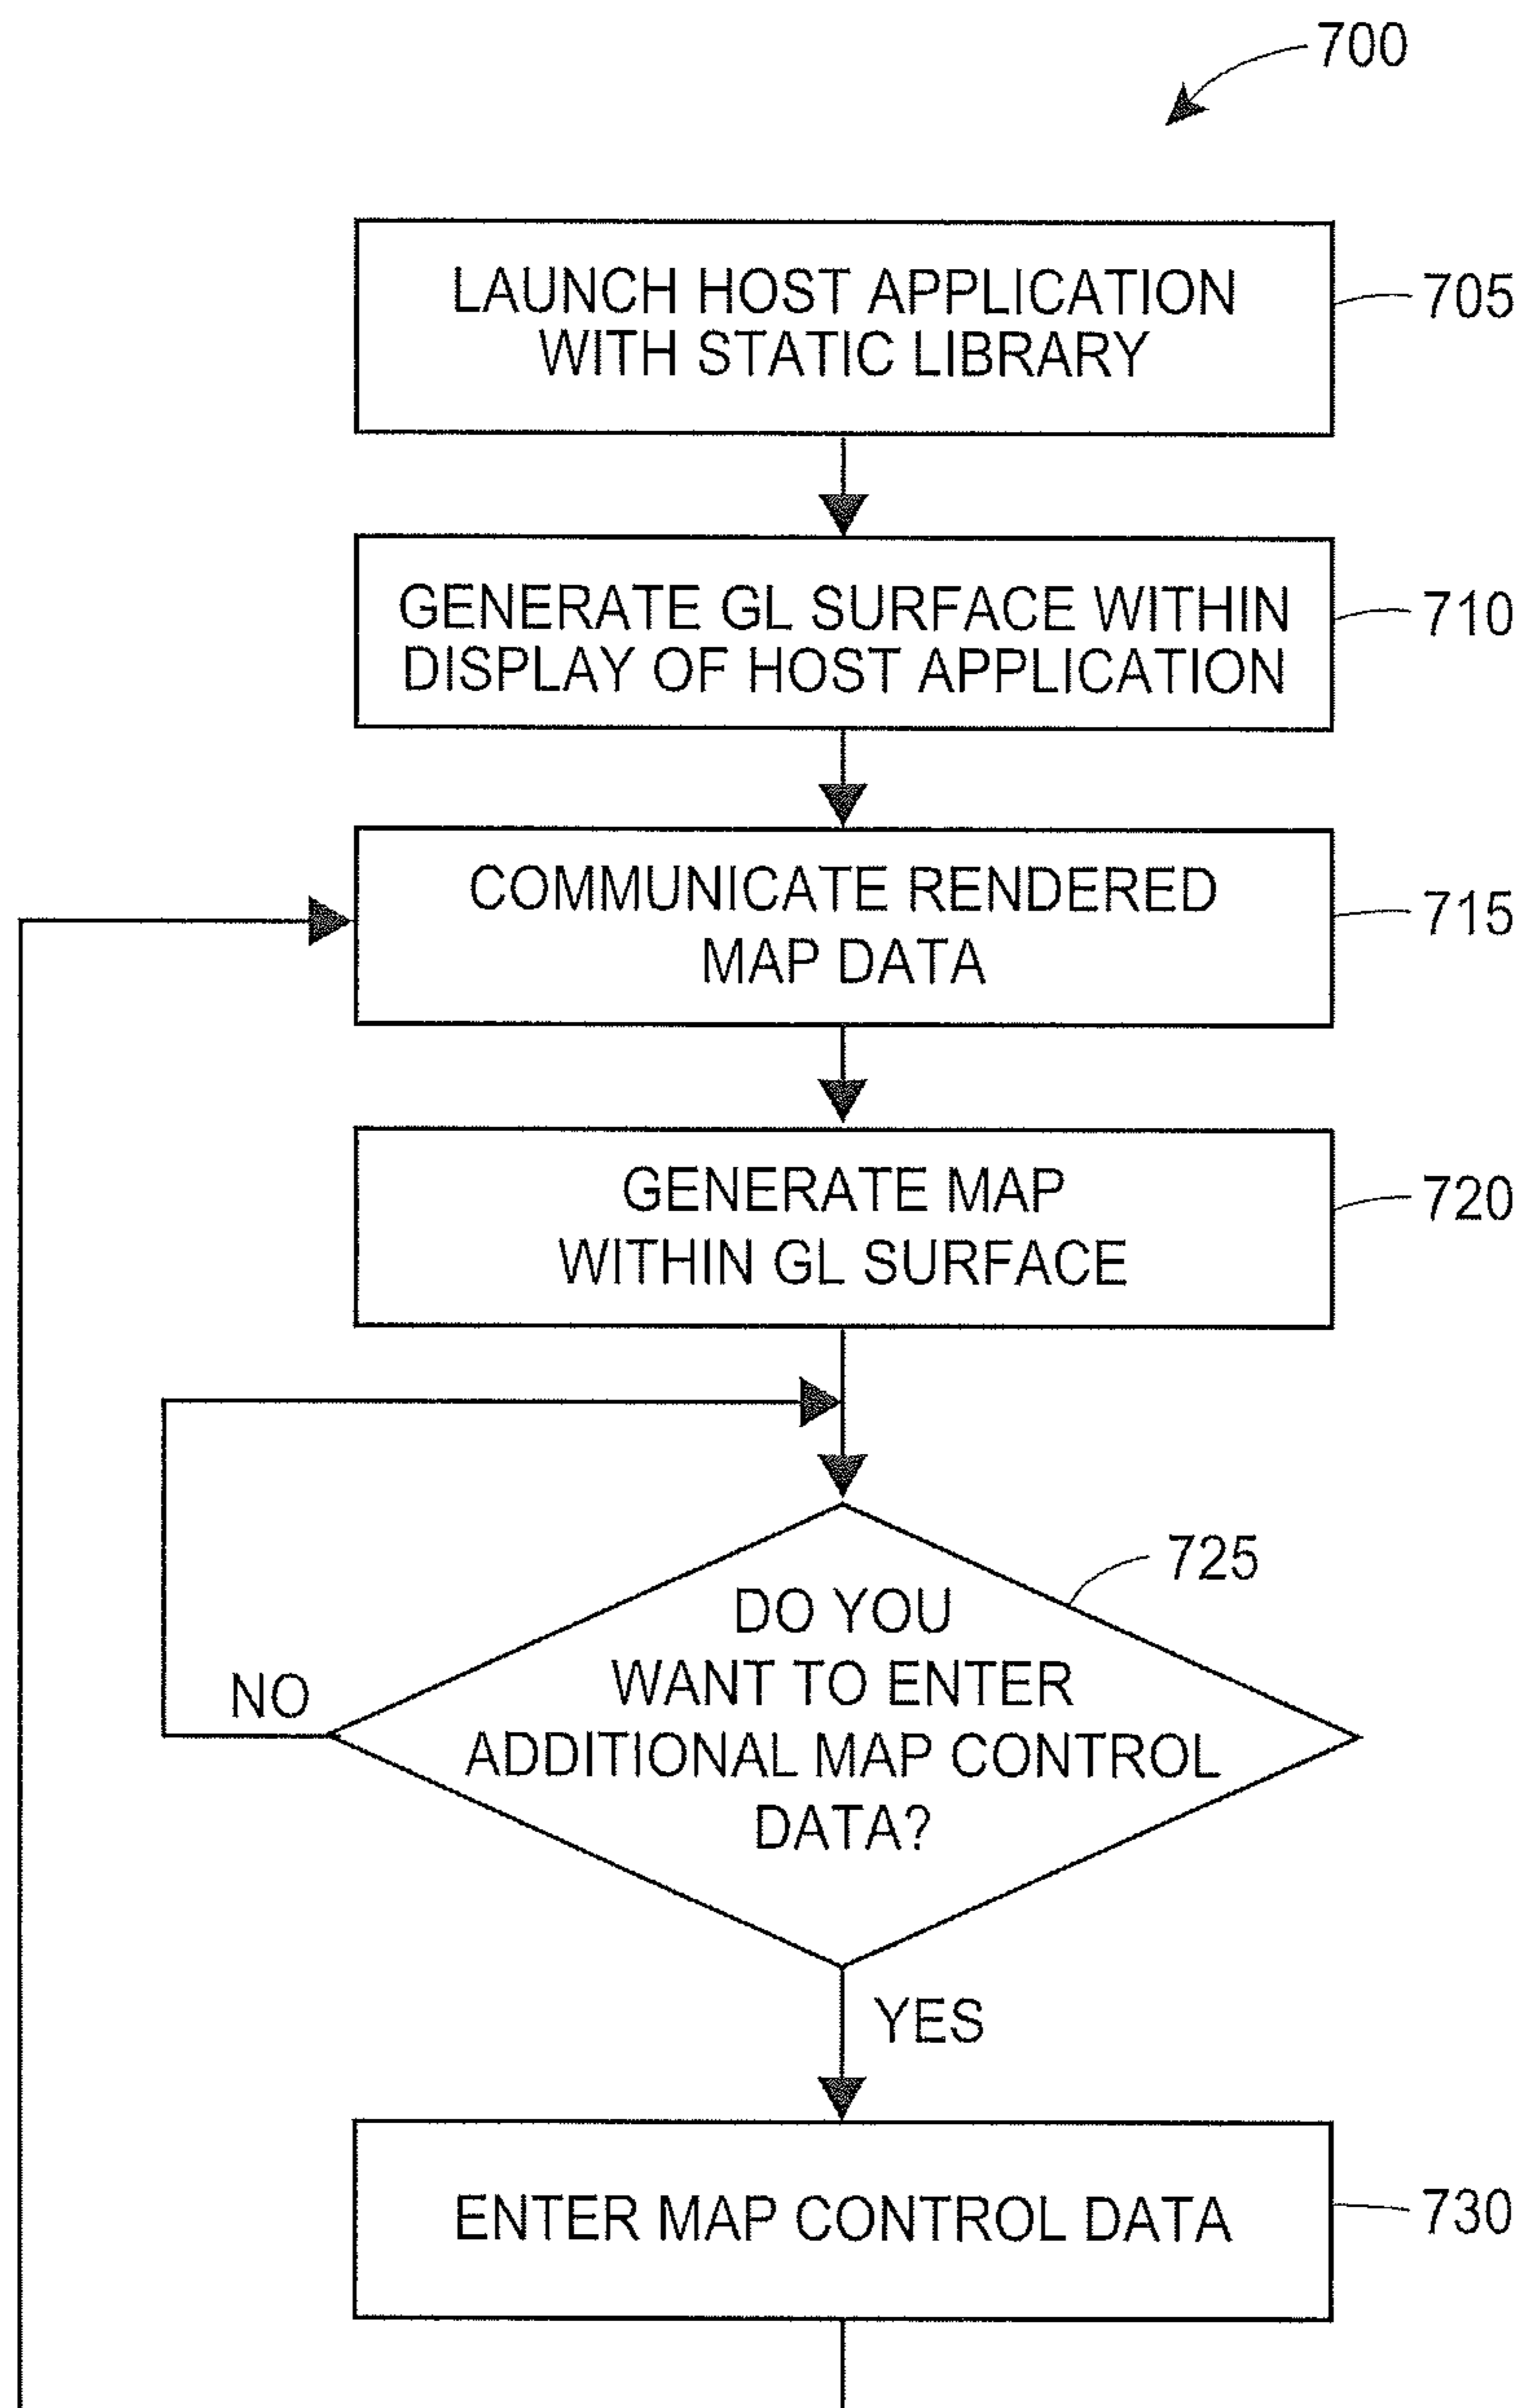 700
LAUNCH HOST APPLICATION
WITH STATIC LIBRARY
705
GENERATE GL SURFACE WITHIN
DISPLAY OF HOST APPLICATION
710
COMMUNICATE RENDERED
MAP DATA
715
GENERATE MAP
WITHIN GL SURFACE
720
725
DO YOU
WANT TO ENTER
ADDITIONAL MAP CONTROL
DATA?
NO
YES
ENTER MAP CONTROL DATA
730